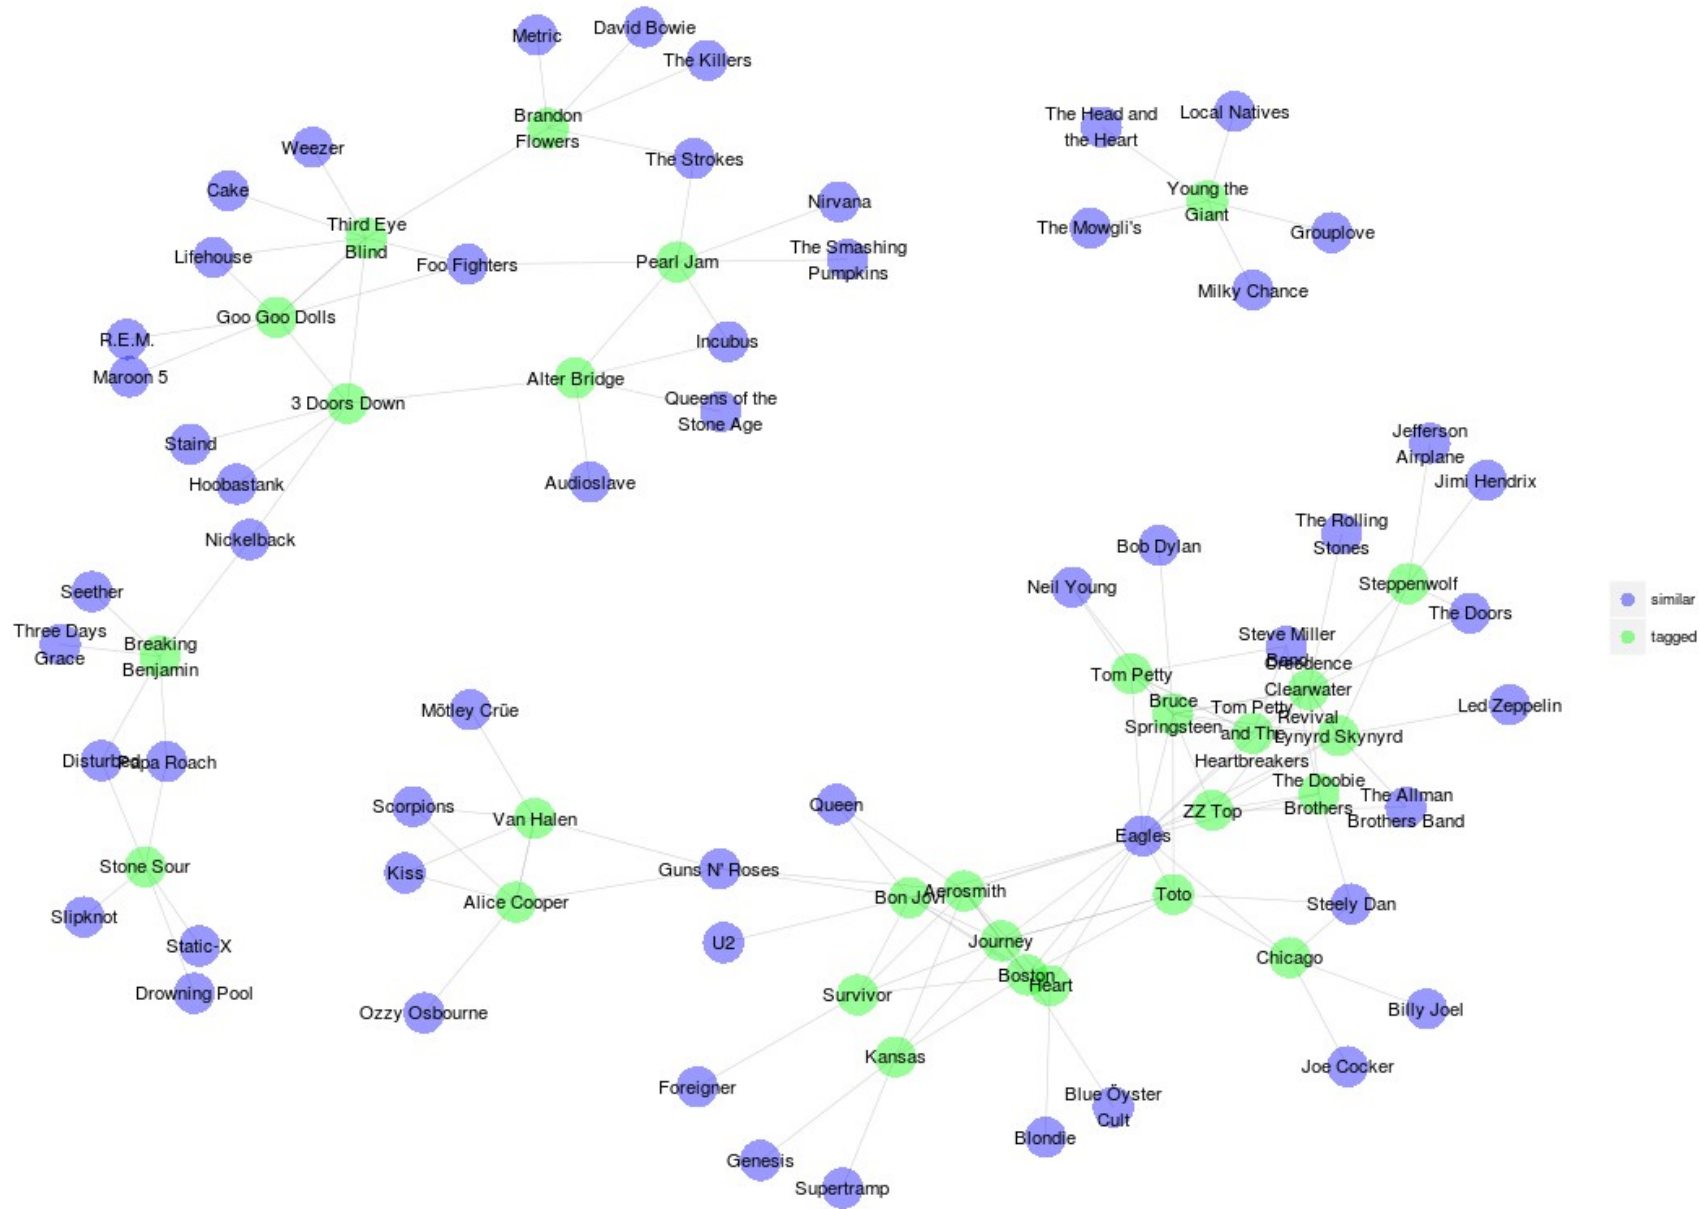 Metric
David Bowie
The Killers
Brandon
Flowers
The Strokes
Weezer
Cake
Third Eye
Blind
Lifehouse
Foo Fighters
Pearl Jam
Nirvana
The Smashing
Pumpkins
Goo Goo Dolls
R.E.M.
Maroon 5
Incubus
Alter Bridge
3 Doors Down
Queens of the
Stone Age
Staind
Hoobastank
Audioslave
Nickelback
The Head and
the Heart
Local Natives
Young the
Giant
The Mowgli's
Grouplove
Milky Chance
Seether
Three Days
Grace
Breaking
Benjamin
Disturbed
Papa Roach
Stone Sour
Slipknot
Static-X
Drowning Pool
Mötley Crüe
Scorpions
Van Halen
Kiss
Alice Cooper
Guns N' Roses
Ozzy Osbourne
Jefferson
Airplane
Jimi Hendrix
The Rolling
Stones
Bob Dylan
Neil Young
Steppenwolf
The Doors
Steve Miller
Band
Creedence
Clearwater
Revival
Tom Petty
Bruce
Springsteen
Tom Petty
and The
Heartbreakers
Lynyrd Skynyrd
Led Zeppelin
The Doobie
Brothers
The Allman
Brothers Band
ZZ Top
Eagles
Queen
Bon Jovi
Aerosmith
Toto
Steely Dan
U2
Journey
Chicago
Boston
Heart
Survivor
Billy Joel
Kansas
Joe Cocker
Foreigner
Blue Öyster
Cult
Blondie
Genesis
Supertramp
similar
tagged